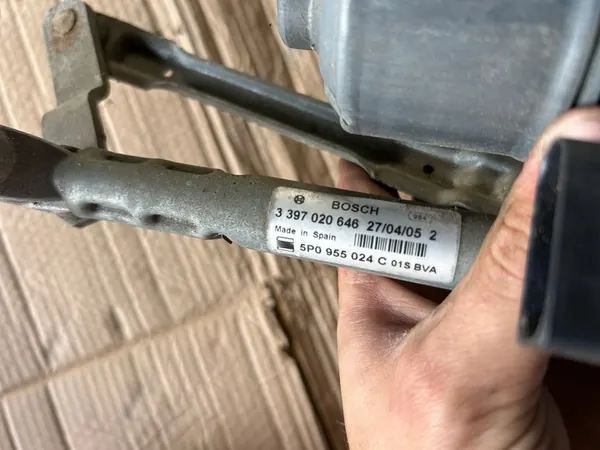 BOSCH
3 397 020 646 27/04/05 2
Made in Spain
5P0 955 024 C 01S BVA